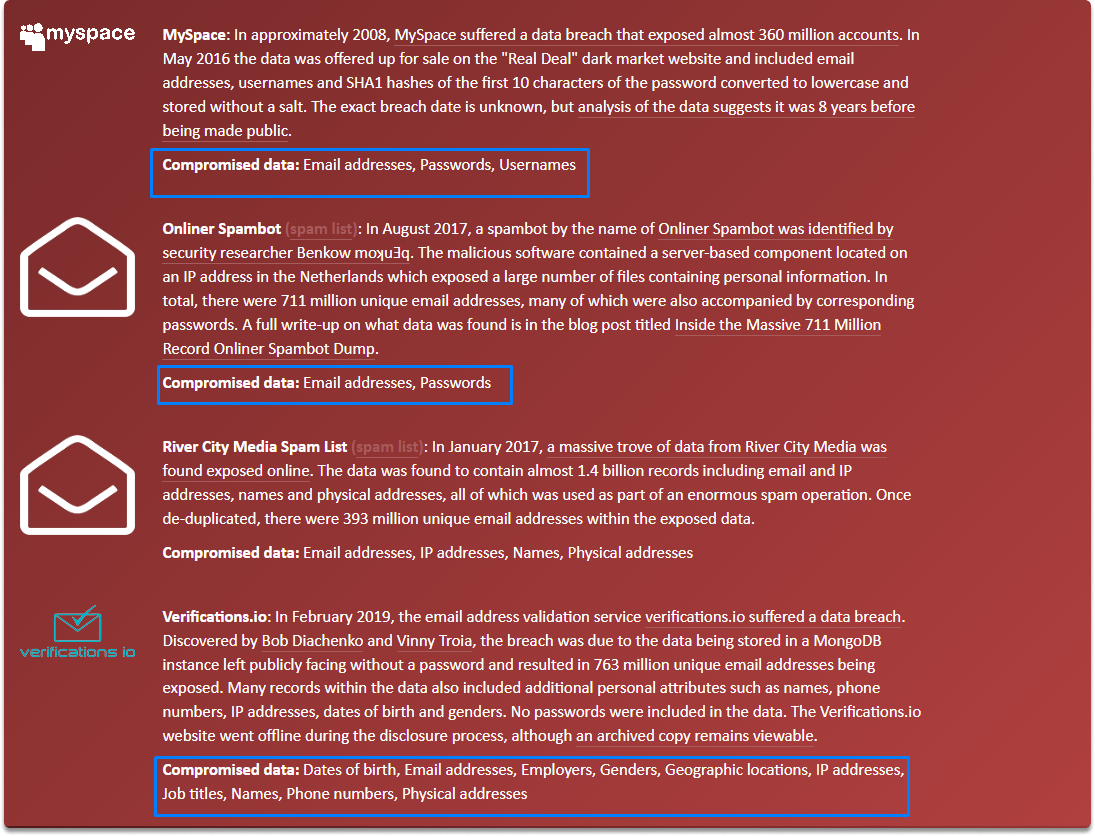 myspace
MySpace: In approximately 2008, MySpace suffered a data breach that exposed almost 360 million accounts. In
May 2016 the data was offered up for sale on the "Real Deal" dark market website and included email
addresses, usernames and SHA1 hashes of the first 10 characters of the password converted to lowercase and
stored without a salt. The exact breach date is unknown, but analysis of the data suggests it was 8 years before
being made public.
Compromised data: Email addresses, Passwords, Usernames
Onliner Spambot (spam list): In August 2017, a spambot by the name of Onliner Spambot was identified by
security researcher Benkow moʞuƎq. The malicious software contained a server-based component located on
an IP address in the Netherlands which exposed a large number of files containing personal information. In
total, there were 711 million unique email addresses, many of which were also accompanied by corresponding
passwords. A full write-up on what data was found is in the blog post titled Inside the Massive 711 Million
Record Onliner Spambot Dump.
Compromised data: Email addresses, Passwords
River City Media Spam List (spam list): In January 2017, a massive trove of data from River City Media was
found exposed online. The data was found to contain almost 1.4 billion records including email and IP
addresses, names and physical addresses, all of which was used as part of an enormous spam operation. Once
de-duplicated, there were 393 million unique email addresses within the exposed data.
Compromised data: Email addresses, IP addresses, Names, Physical addresses
verifications io
Verifications.io: In February 2019, the email address validation service verifications.io suffered a data breach.
Discovered by Bob Diachenko and Vinny Troia, the breach was due to the data being stored in a MongoDB
instance left publicly facing without a password and resulted in 763 million unique email addresses being
exposed. Many records within the data also included additional personal attributes such as names, phone
numbers, IP addresses, dates of birth and genders. No passwords were included in the data. The Verifications.io
website went offline during the disclosure process, although an archived copy remains viewable.
Compromised data: Dates of birth, Email addresses, Employers, Genders, Geographic locations, IP addresses,
Job titles, Names, Phone numbers, Physical addresses